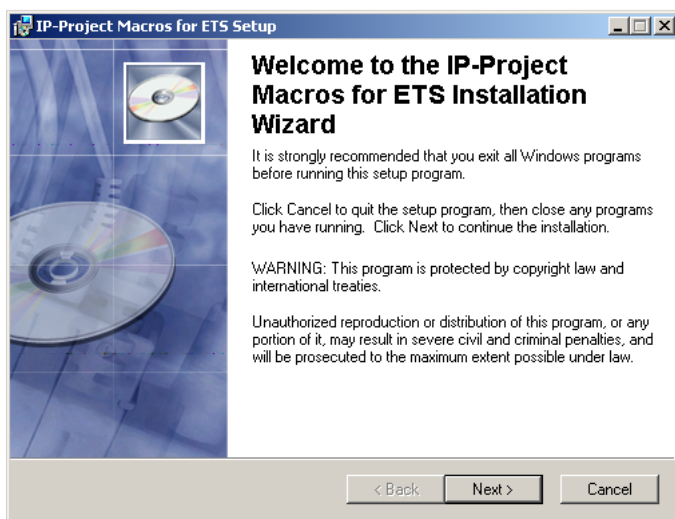 IP-Project Macros for ETS Setup
Welcome to the IP-Project
Macros for ETS Installation
Wizard
It is strongly recommended that you exit all Windows programs
before running this setup program.
Click Cancel to quit the setup program, then close any programs
you have running.  Click Next to continue the installation.
WARNING: This program is protected by copyright law and
international treaties.
Unauthorized reproduction or distribution of this program, or any
portion of it, may result in severe civil and criminal penalties, and
will be prosecuted to the maximum extent possible under law.
< Back
Next >
Cancel